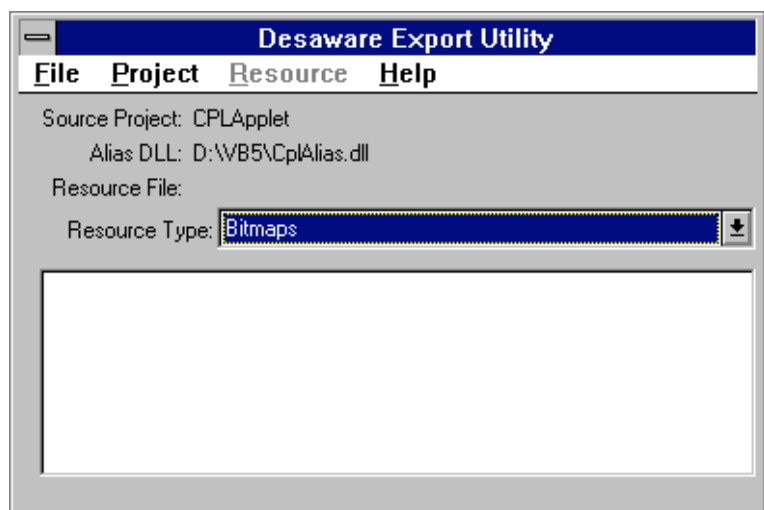 Desaware Export Utility
File Project Resource Help
Source Project: CPLApplet
Alias DLL: D:\VB5\CplAlias.dll
Resource File:
Resource Type: Bitmaps